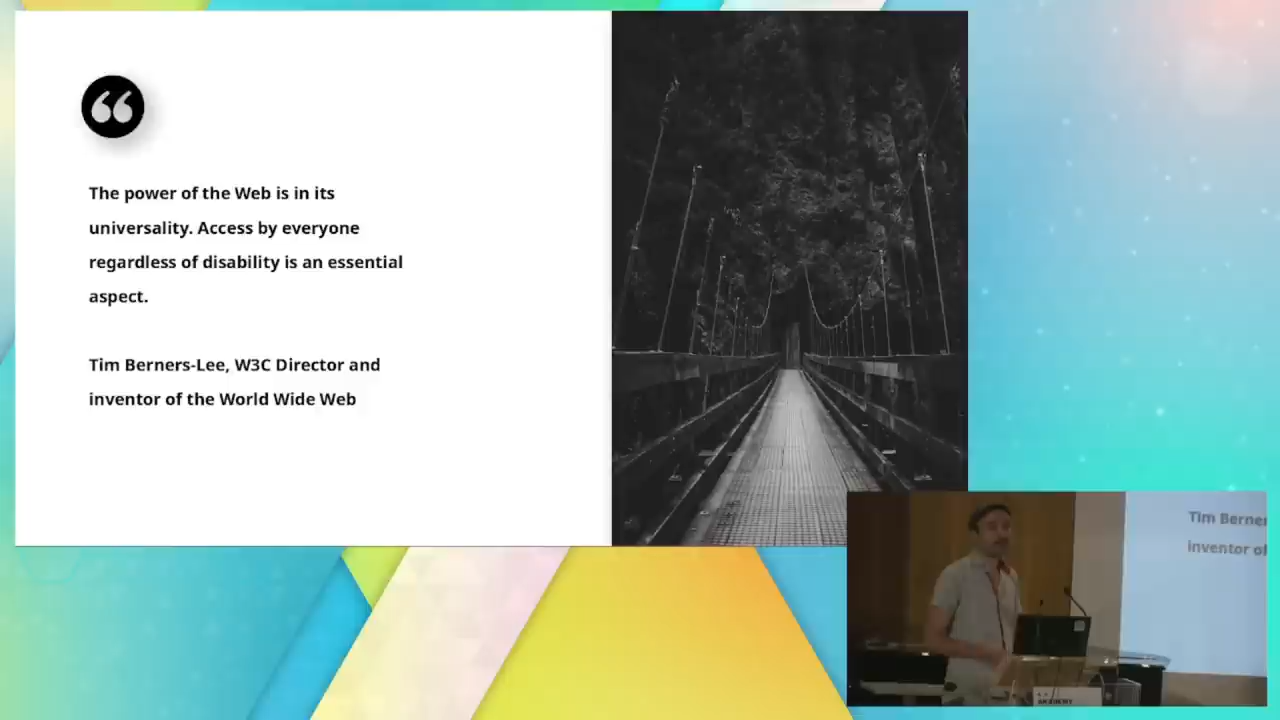 The power of the Web is in its
universality. Access by everyone
regardless of disability is an essential
aspect.
Tim Berners-Lee, W3C Director and
inventor of the World Wide Web
Tim Berner
inventor of